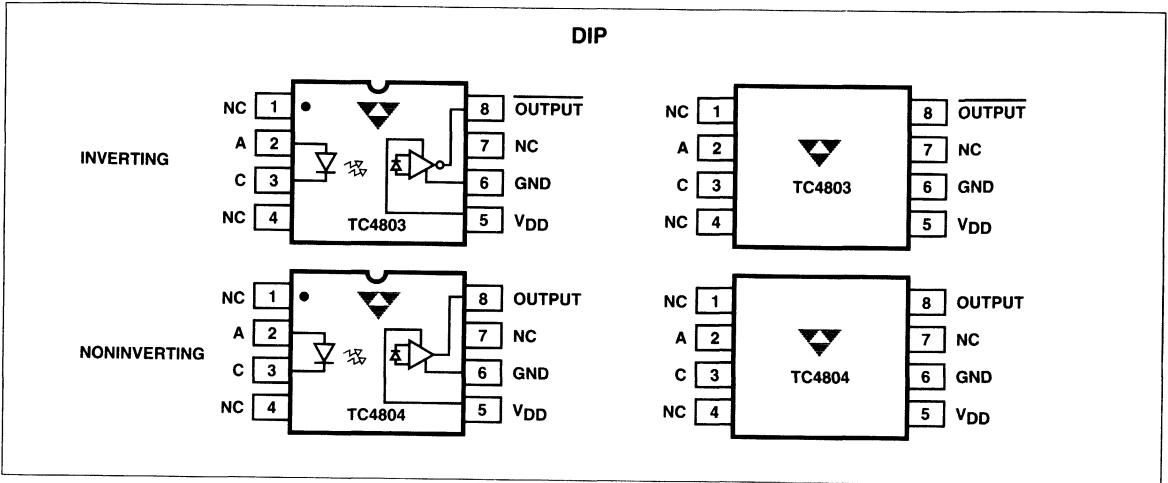 DIP
INVERTING
NC 1
A 2
C 3
NC 4
8 OUTPUT
7 NC
6 GND
5 VDD
TC4803
NC 1
A 2
C 3
NC 4
8 OUTPUT
7 NC
6 GND
5 VDD
TC4803
NONINVERTING
NC 1
A 2
C 3
NC 4
8 OUTPUT
7 NC
6 GND
5 VDD
TC4804
NC 1
A 2
C 3
NC 4
8 OUTPUT
7 NC
6 GND
5 VDD
TC4804